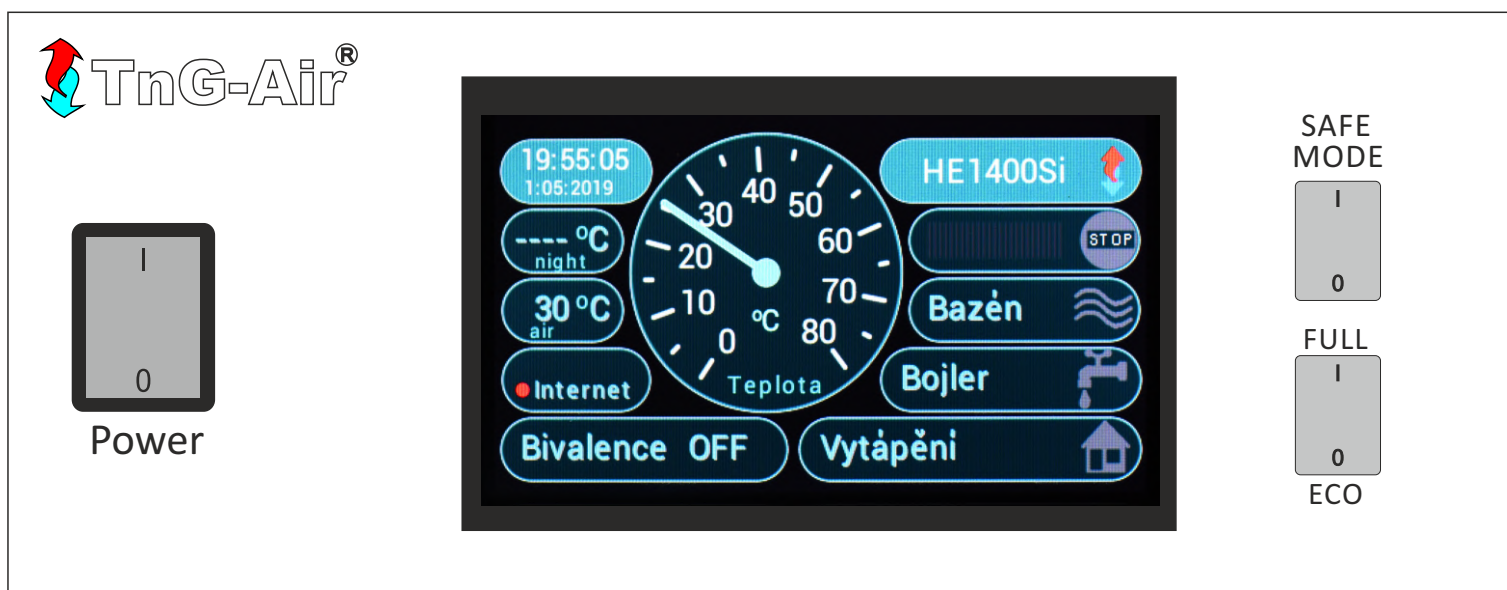 TnG-Air®
I
0
Power
19:55:05
1:05:2019
---- °C
night
30 °C
air
Internet
Bivalence OFF
0
10
20
30
40
50
60
70
80
°C
Teplota
HE1400Si
STOP
Bazén
Bojler
Vytápění
SAFE
MODE
I
0
FULL
I
0
ECO